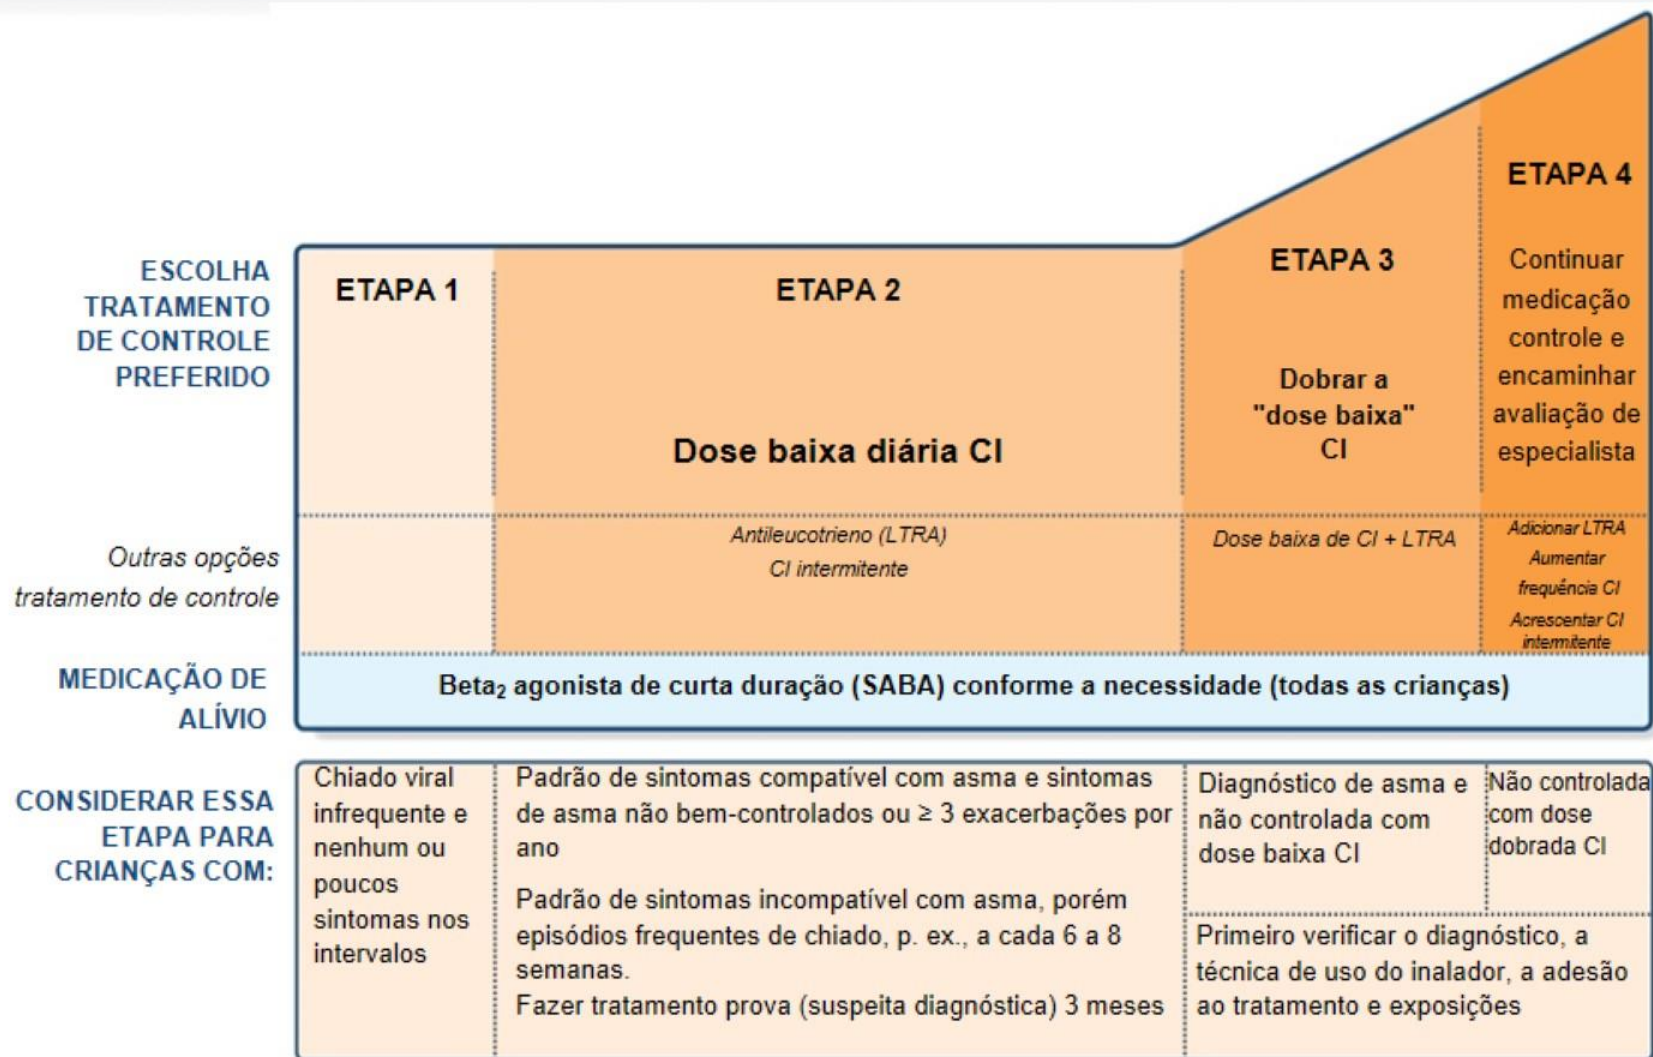 ESCOLHA
TRATAMENTO
DE CONTROLE
PREFERIDO
ETAPA 1
ETAPA 2
Dose baixa diária CI
ETAPA 3
Dobrar a
"dose baixa"
CI
ETAPA 4
Continuar
medicação
controle e
encaminhar
avaliação de
especialista
Outras opções
tratamento de controle
Antileucotrieno (LTRA)
CI intermitente
Dose baixa de CI + LTRA
Adicionar LTRA
Aumentar
frequência CI
Acrescentar CI
intermitente
MEDICAÇÃO DE
ALÍVIO
Beta₂ agonista de curta duração (SABA) conforme a necessidade (todas as crianças)
CONSIDERAR ESSA
ETAPA PARA
CRIANÇAS COM:
Chiado viral
infrequente e
nenhum ou
poucos
sintomas nos
intervalos
Padrão de sintomas compatível com asma e sintomas
de asma não bem-controlados ou ≥ 3 exacerbações por
ano
Padrão de sintomas incompatível com asma, porém
episódios frequentes de chiado, p. ex., a cada 6 a 8
semanas.
Fazer tratamento prova (suspeita diagnóstica) 3 meses
Diagnóstico de asma e
não controlada com
dose baixa CI
Não controlada
com dose
dobrada CI
Primeiro verificar o diagnóstico, a
técnica de uso do inalador, a adesão
ao tratamento e exposições